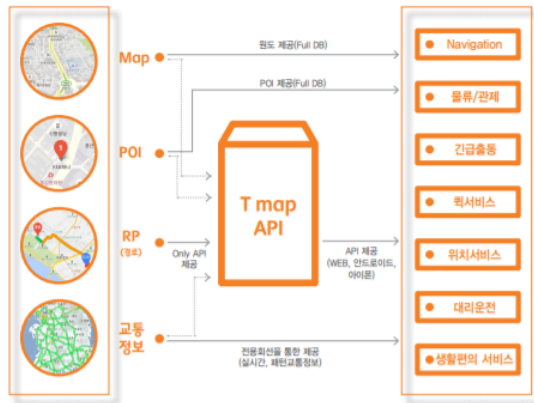 Map
원도 제공(Full DB)
Navigation
POI 제공(Full DB)
물류/관제
POI
긴급출동
T map
API
퀵서비스
RP
(경로)
Only API
제공
API 제공
(WEB, 안드로이드,
아이폰)
위치서비스
대리운전
교통
정보
전용회선을 통한 제공
(실시간, 패턴교통정보)
생활편의 서비스